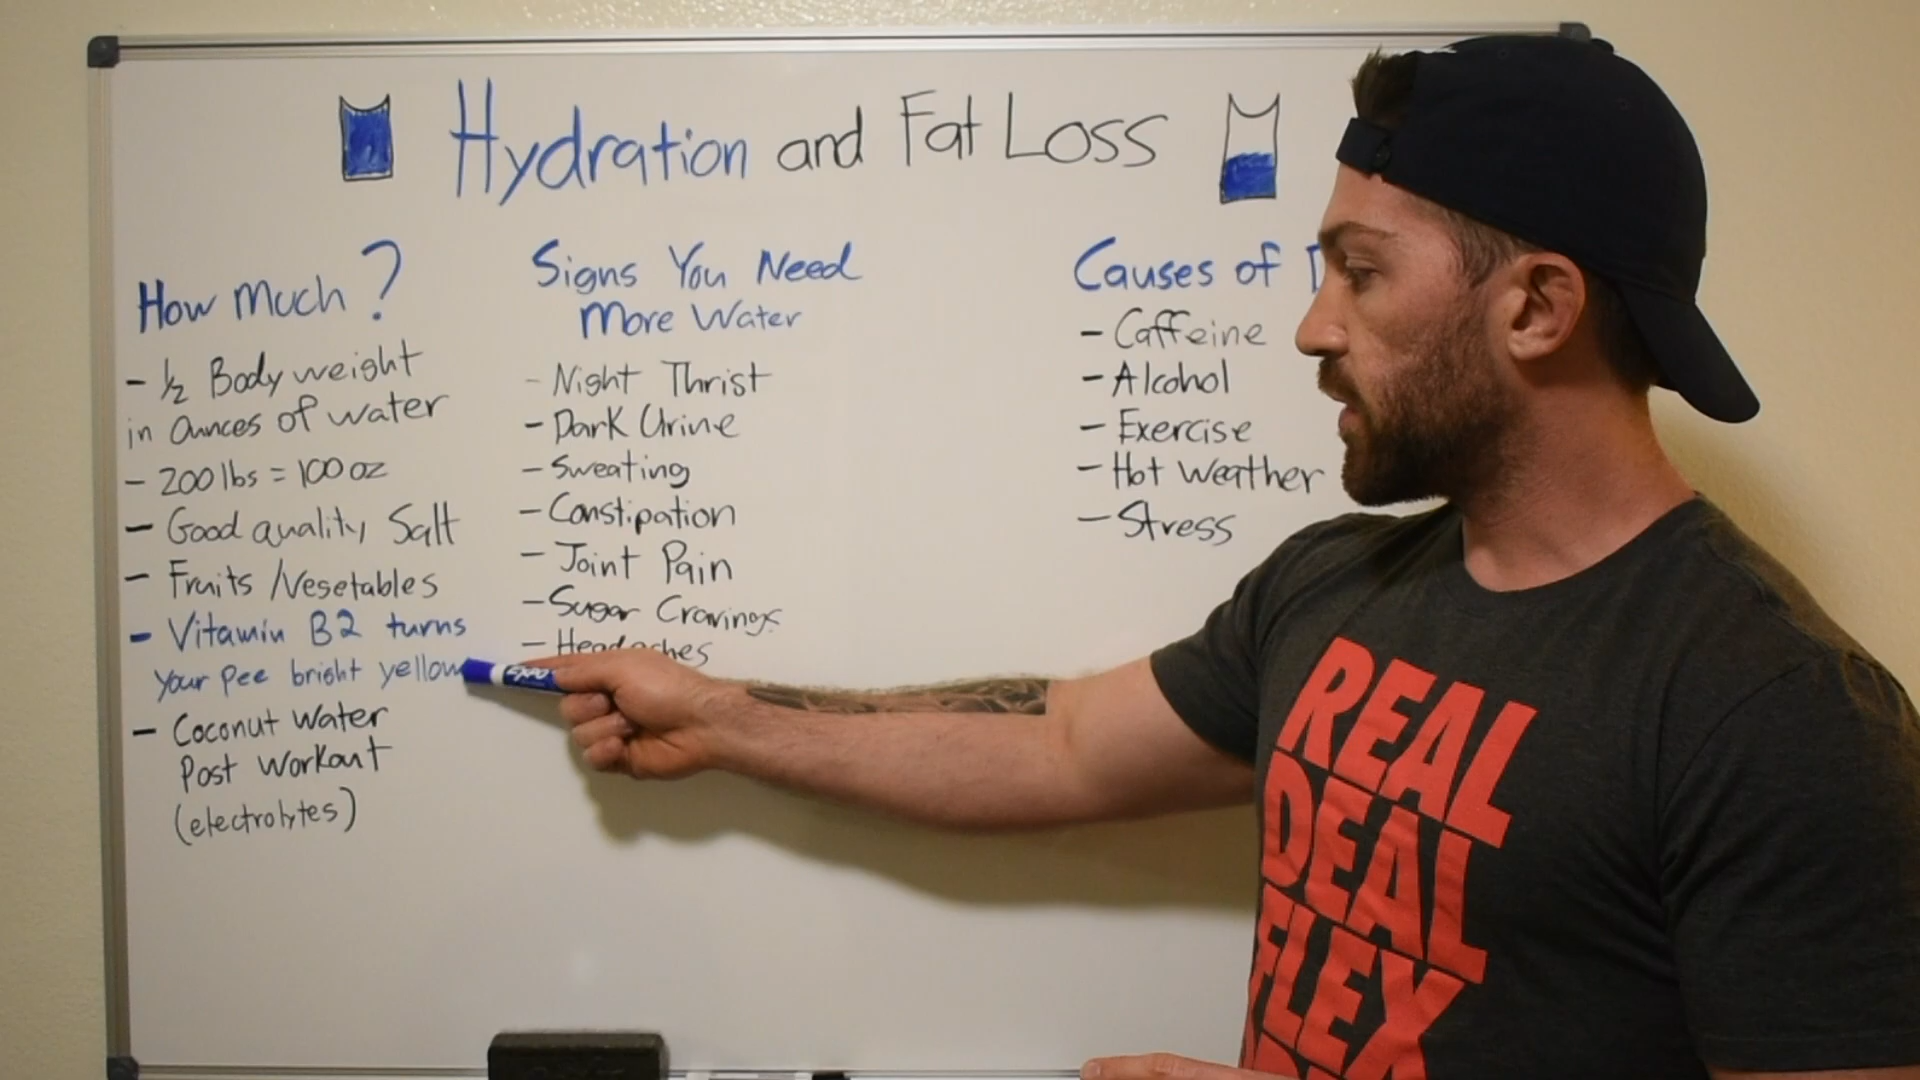 Hydration and Fat Loss
How much?
- 1/2 Body weight
in Ounces of water
- 200 lbs = 100 oz
- Good quality Salt
- Fruits / Vegetables
- Vitamin B2 turns
your pee bright yellow
- Coconut Water
Post Workout
(electrolytes)
Signs You Need
More Water
- Night Thrist
- Dark Urine
- Sweating
- Constipation
- Joint Pain
- Sugar Cravings
- Headaches
Causes of
- Caffeine
- Alcohol
- Exercise
- Hot Weather
- Stress
EXPO
REAL
DEAL
FLEX